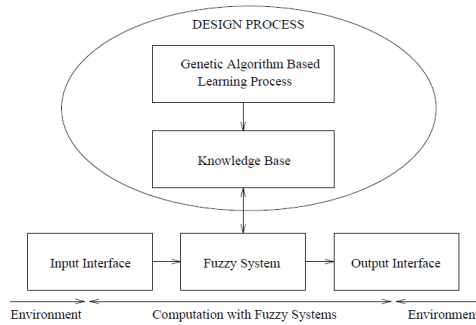 DESIGN PROCESS
Genetic Algorithm Based
Learning Process
Knowledge Base
Input Interface
Fuzzy System
Output Interface
Environment
Computation with Fuzzy Systems
Environment